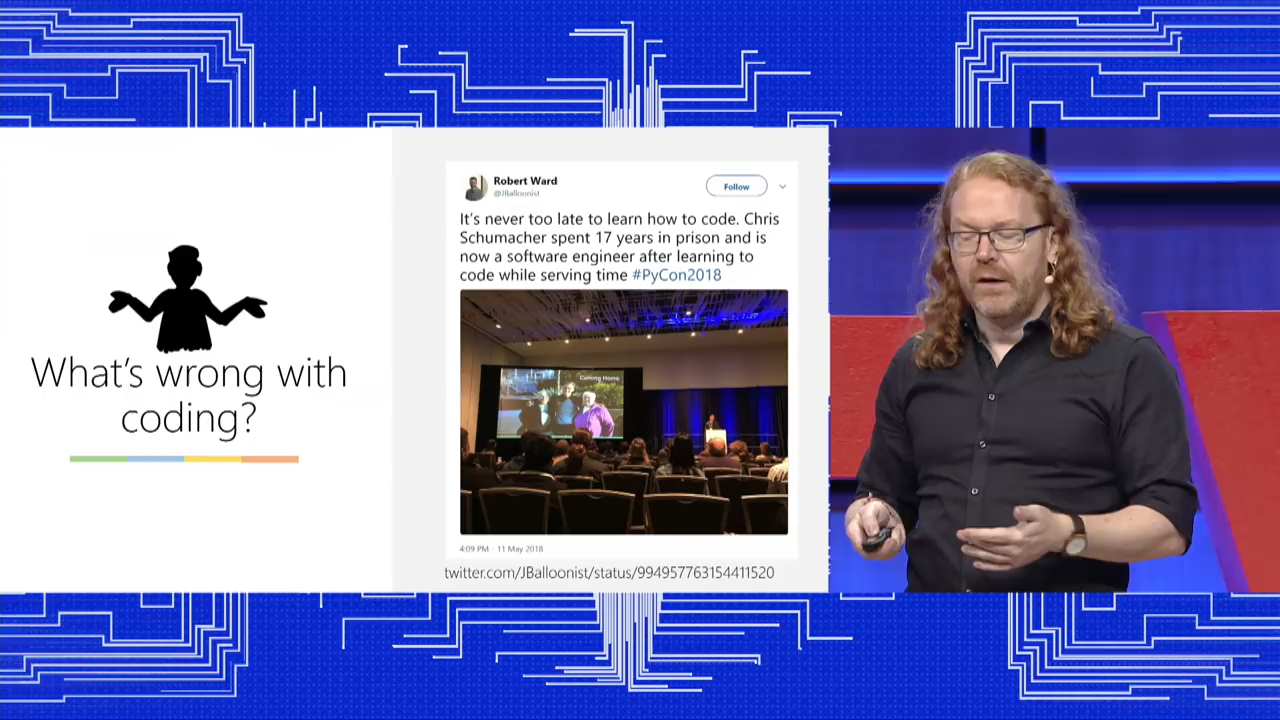 What's wrong with
coding?
Robert Ward
@JBalloonist
Follow
It's never too late to learn how to code. Chris
Schumacher spent 17 years in prison and is
now a software engineer after learning to
code while serving time #PyCon2018
Coming Home
4:09 PM · 11 May 2018
twitter.com/JBalloonist/status/994957763154411520